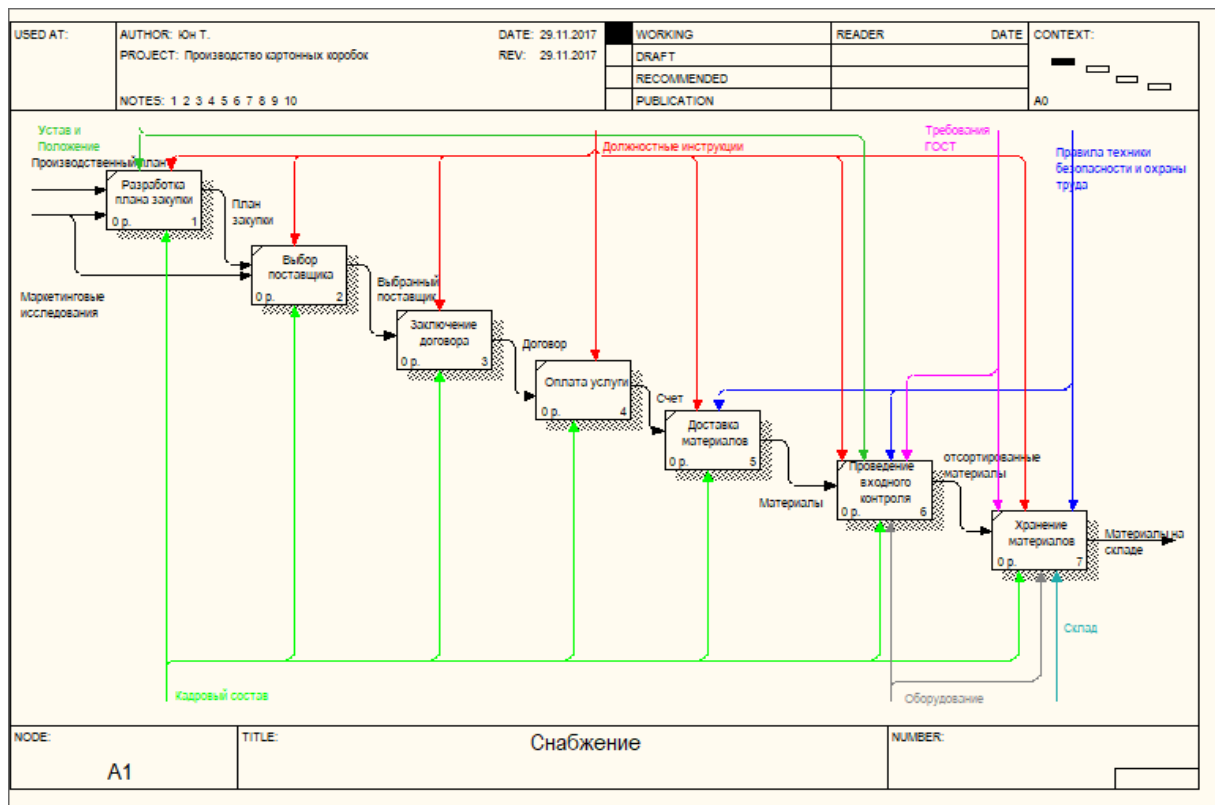 USED AT:
AUTHOR: Юн Т.
DATE: 29.11.2017
PROJECT: Производство картонных коробок
REV: 29.11.2017
NOTES: 1 2 3 4 5 6 7 8 9 10
WORKING
DRAFT
RECOMMENDED
PUBLICATION
READER
DATE
CONTEXT:
A0
Устав и
Положение
Производственный план
Должностные инструкции
Требования
ГОСТ
Правила техники
безопасности и охраны
труда
Разработка
плана закупки
0 р. 1
План
закупки
Маркетинговые
исследования
Выбор
поставщика
0 р. 2
Выбранный
поставщик
Заключение
договора
0 р. 3
Договор
Оплата услуги
0 р. 4
Счет
Доставка
материалов
0 р. 5
Материалы
Проведение
входного
контроля
0 р. 6
отсортированные
материалы
Хранение
материалов
0 р. 7
Материалы на
складе
Склад
Кадровый состав
Оборудование
NODE:
A1
TITLE:
Снабжение
NUMBER: